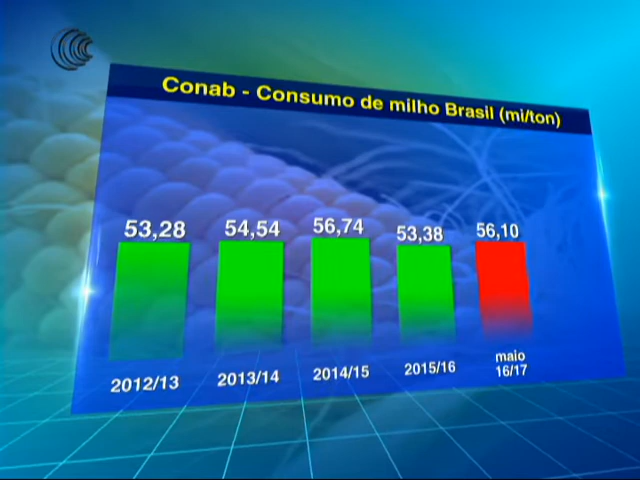 Conab - Consumo de milho Brasil (mi/ton)
53,28 54,54 56,74 53,38 56,10
2012/13 2013/14 2014/15 2015/16 maio
16/17